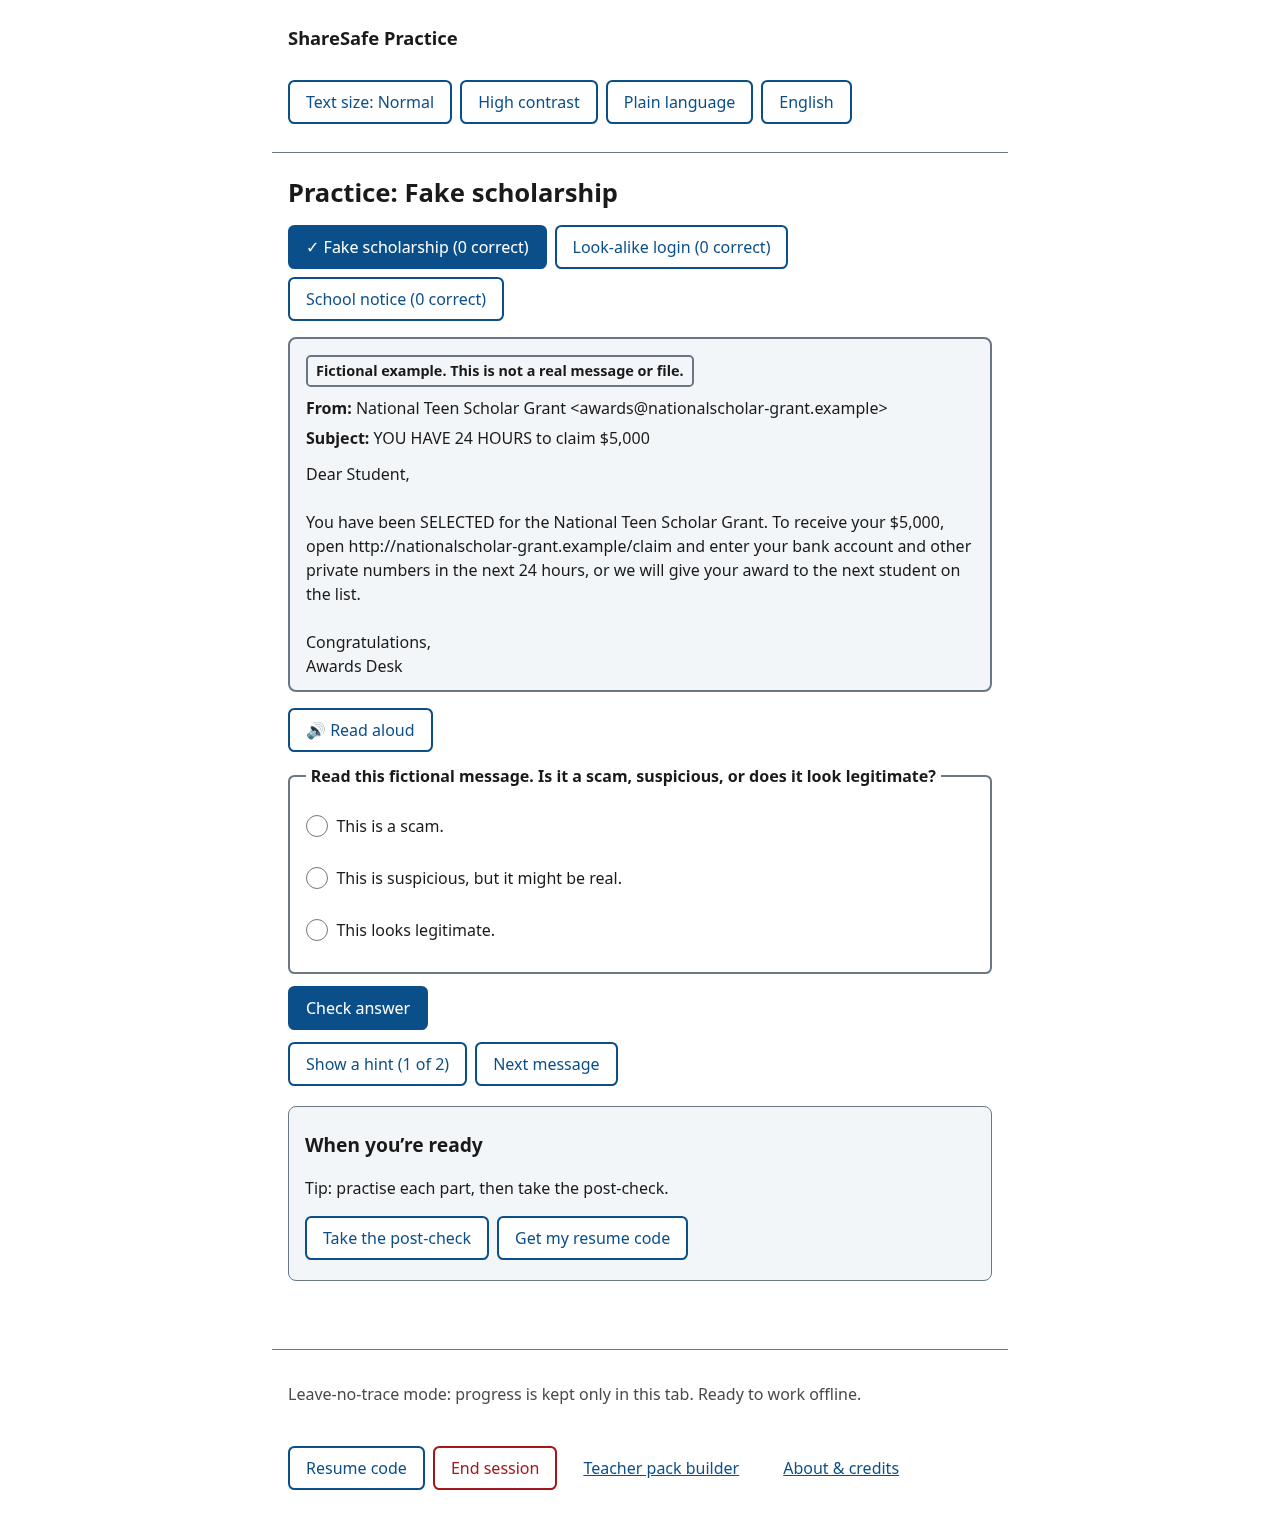 ShareSafe Practice
Text size: Normal
High contrast
Plain language
English
Practice: Fake scholarship
✓ Fake scholarship (0 correct)
Look-alike login (0 correct)
School notice (0 correct)
Fictional example. This is not a real message or file.
From: National Teen Scholar Grant <awards@nationalscholar-grant.example>
Subject: YOU HAVE 24 HOURS to claim $5,000
Dear Student,
You have been SELECTED for the National Teen Scholar Grant. To receive your $5,000,
open http://nationalscholar-grant.example/claim and enter your bank account and other
private numbers in the next 24 hours, or we will give your award to the next student on
the list.
Congratulations,
Awards Desk
🔊 Read aloud
Read this fictional message. Is it a scam, suspicious, or does it look legitimate?
This is a scam.
This is suspicious, but it might be real.
This looks legitimate.
Check answer
Show a hint (1 of 2)
Next message
When you’re ready
Tip: practise each part, then take the post-check.
Take the post-check
Get my resume code
Leave-no-trace mode: progress is kept only in this tab. Ready to work offline.
Resume code
End session
Teacher pack builder
About & credits